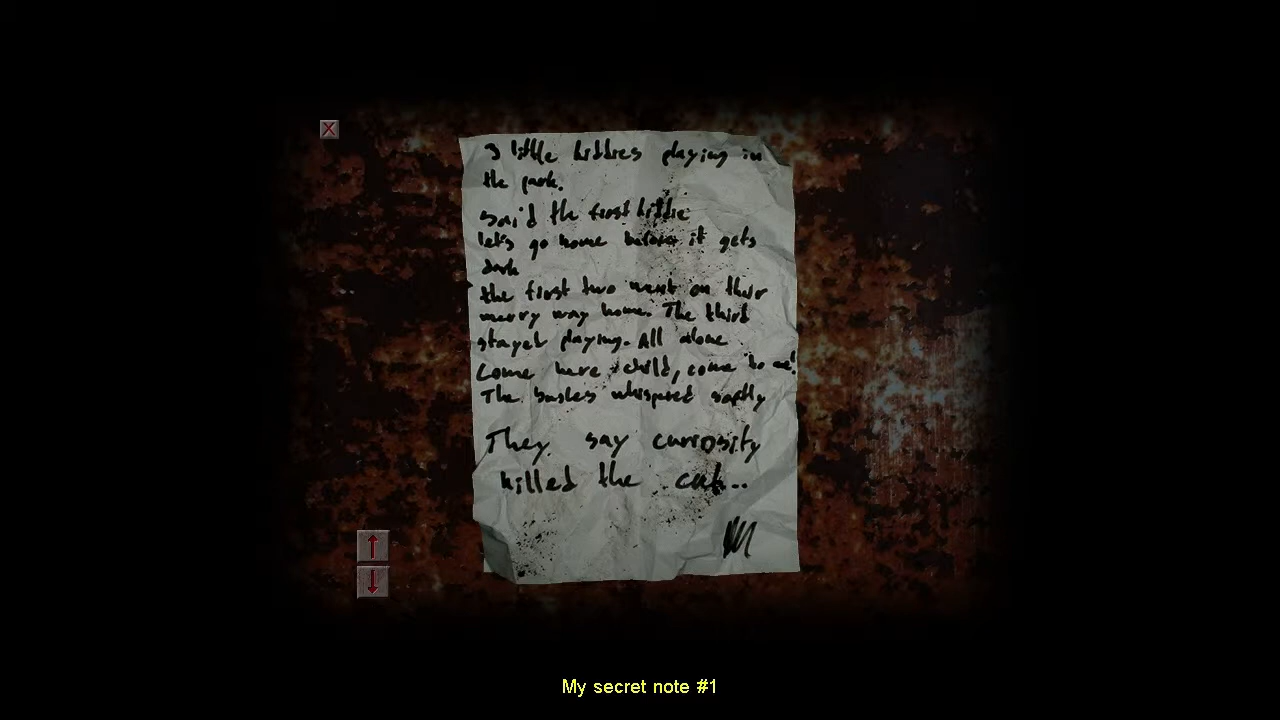 3 little kiddies playing in
the park.
said the first kiddie
let's go home before it gets
dark
the first two went on their
merry way home. The third
stayed playing. All alone
Come here child, come to me!
The bushes whispered softly
They say curiosity
killed the cat..
My secret note #1